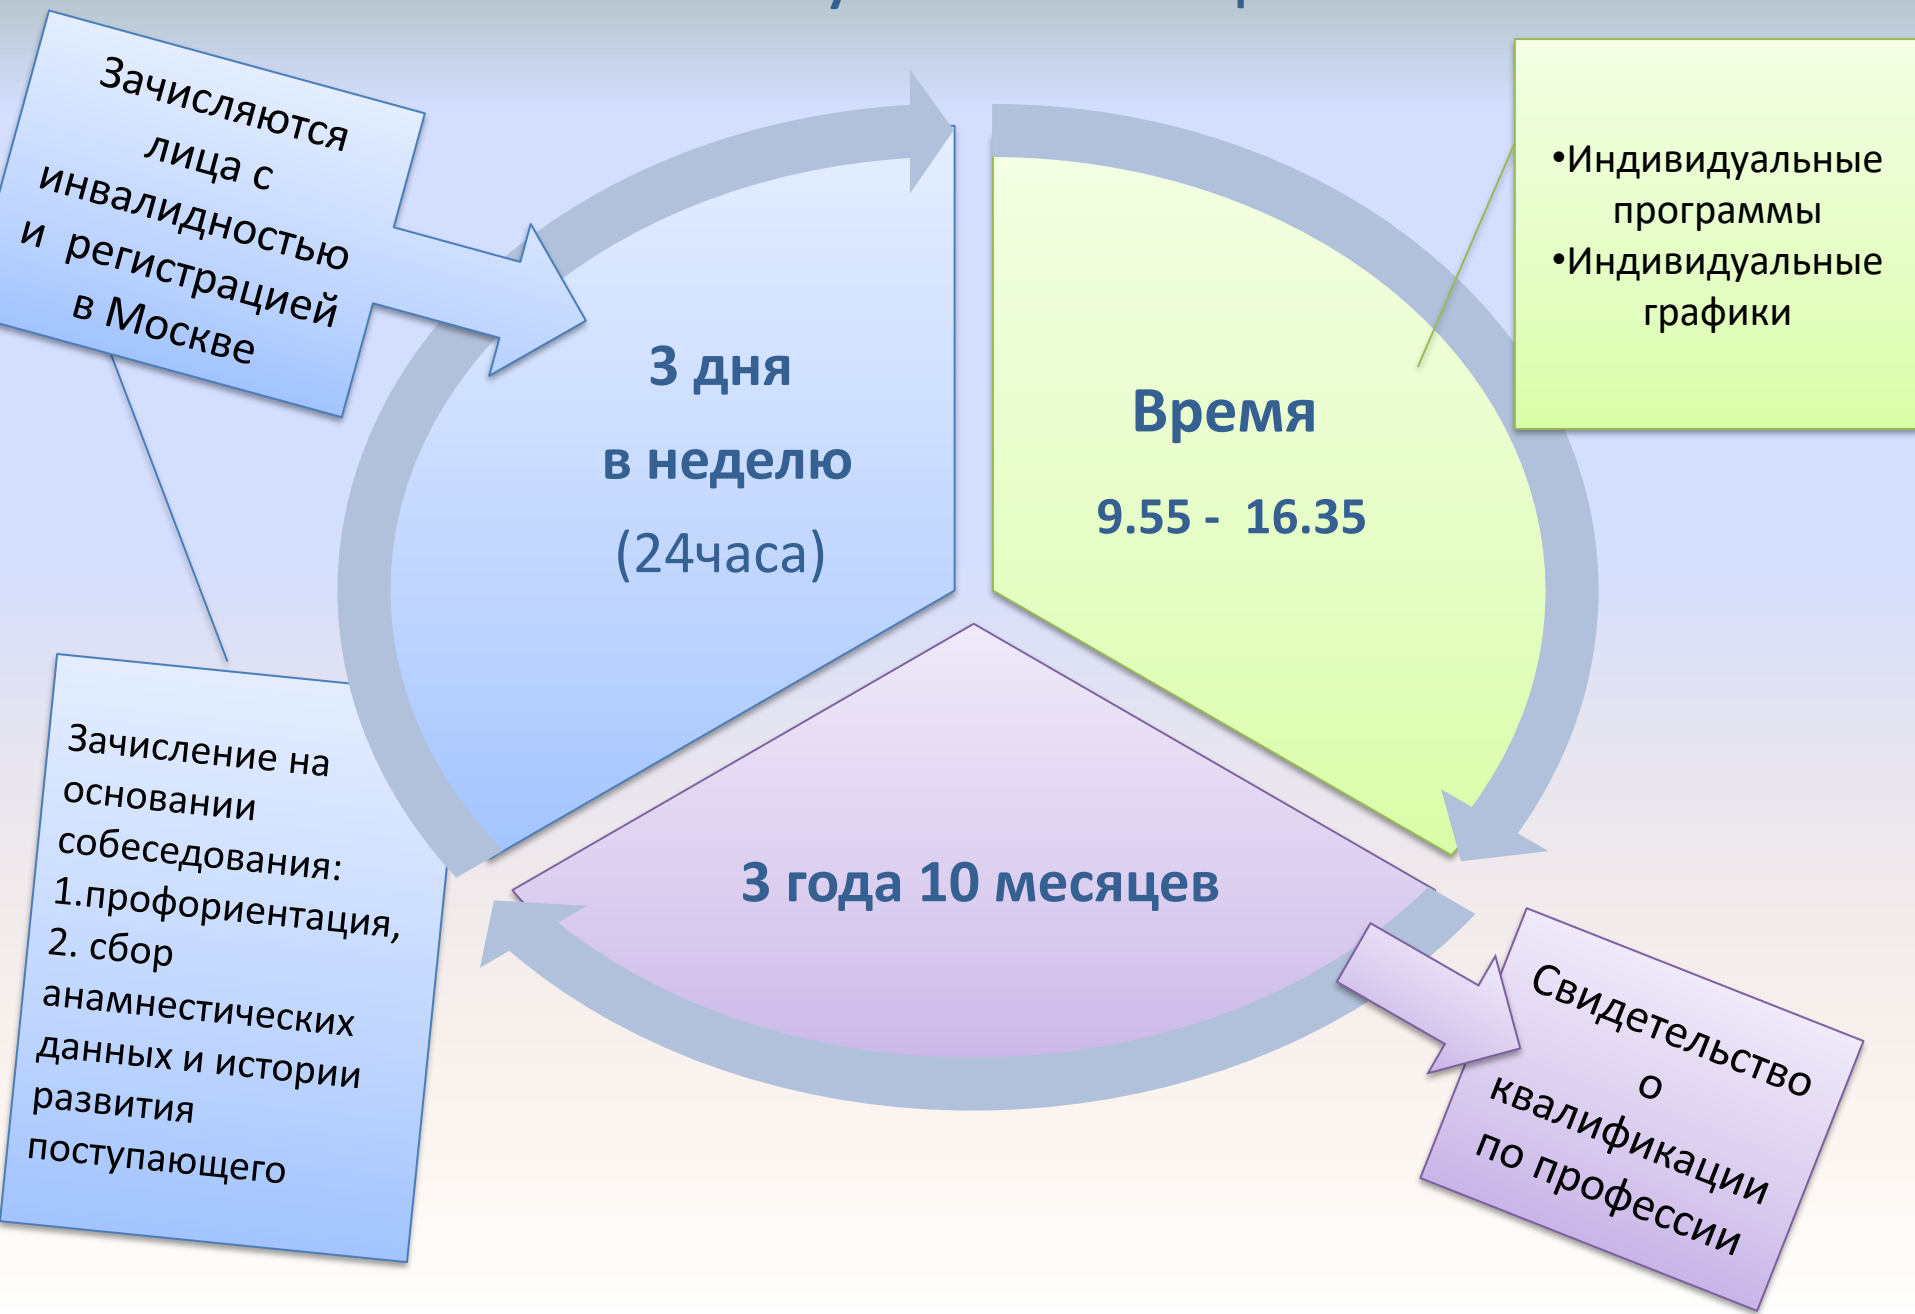 Зачисляются
лица с
инвалидностью
и регистрацией
в Москве
3 дня
в неделю
(24часа)
Время
9.55 - 16.35
•Индивидуальные
программы
•Индивидуальные
графики
Зачисление на
основании
собеседования:
1.профориентация,
2. сбор
анамнестических
данных и истории
развития
поступающего
3 года 10 месяцев
Свидетельство
о
квалификации
по профессии